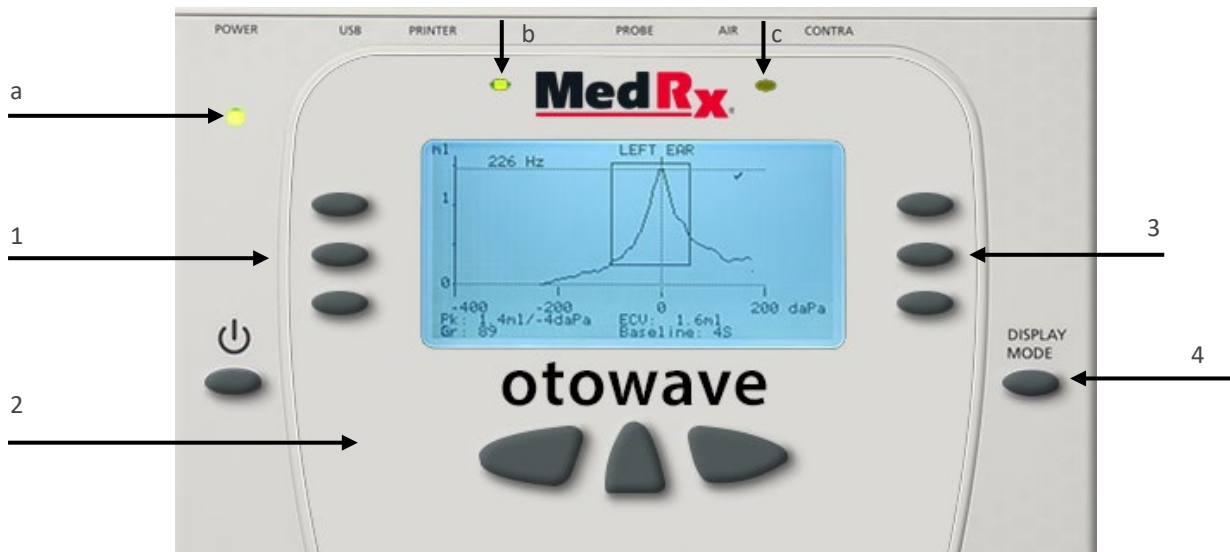 POWER USB PRINTER b PROBE AIR c CONTRA
MedRx®
a
ml LEFT EAR
226 Hz
1
0
-400 -200 0 200 daPa
Pk: 1.4ml/-4daPa ECV: 1.6ml
Gr: 89 Baseline: 4S
1
3
DISPLAY
MODE
4
otowave
2